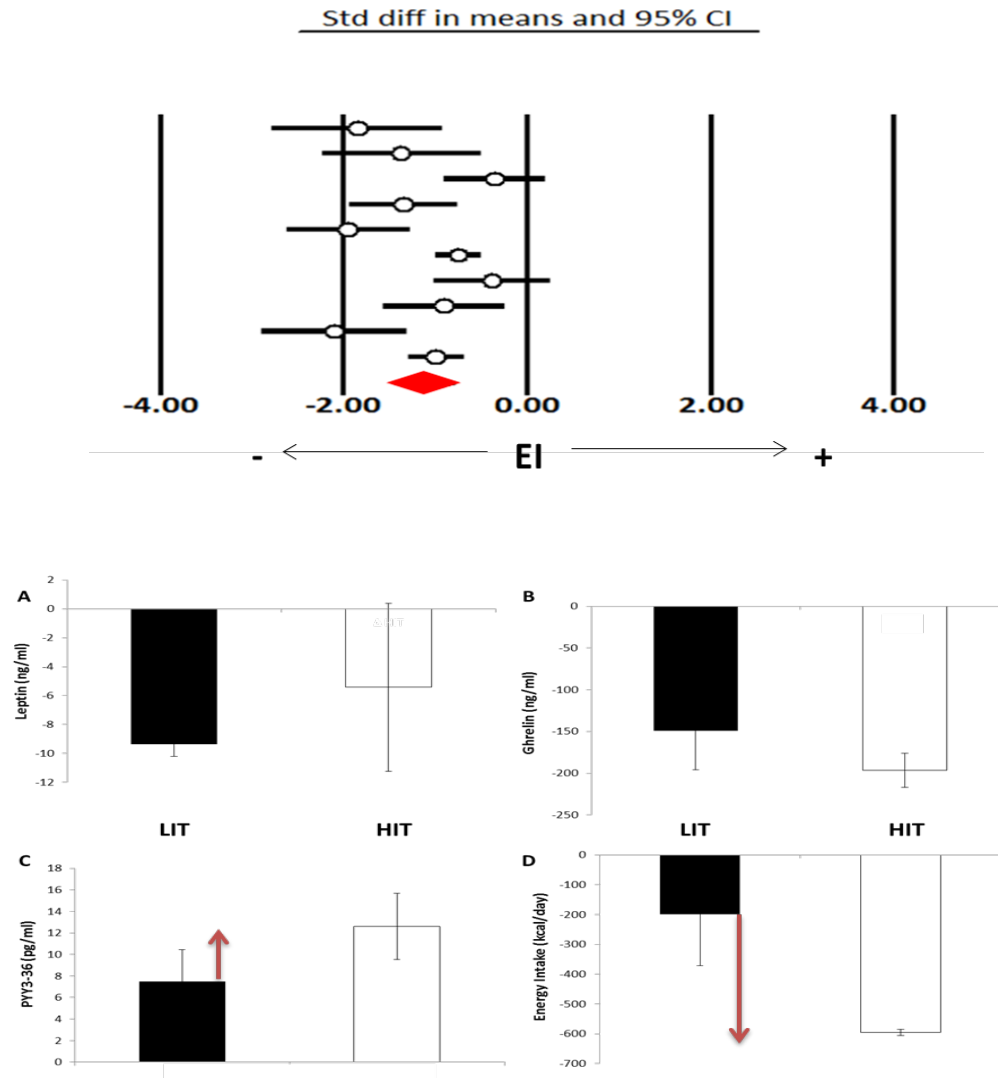 Std diff in means and 95% CI
-4.00 -2.00 0.00 2.00 4.00
- EI +
A
Leptin (ng/ml)
2
0
-2
-4
-6
-8
-10
-12
ΔHIT
LIT HIT
B
Ghrelin (ng/ml)
0
-50
-100
-150
-200
-250
LIT HIT
C
PYY3-36 (pg/ml)
18
16
14
12
10
8
6
4
2
0
D
Energy Intake (kcal/day)
0
-100
-200
-300
-400
-500
-600
-700